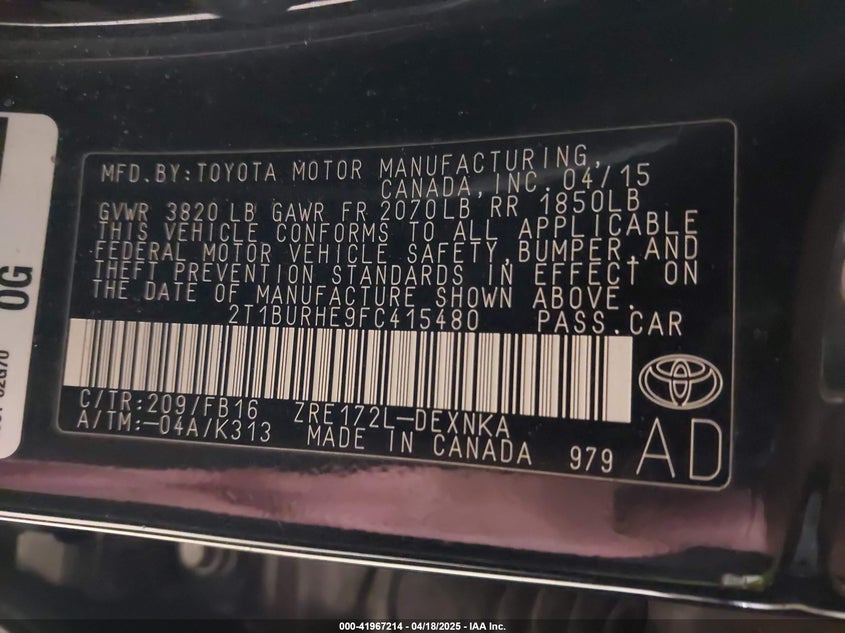 MFD.BY:TOYOTA MOTOR MANUFACTURING,
CANADA,INC. 04/15
GVWR 3820 LB GAWR FR 2070LB RR 1850LB
THIS VEHICLE CONFORMS TO ALL APPLICABLE
FEDERAL MOTOR VEHICLE SAFETY,BUMPER,AND
THEFT PREVENTION STANDARDS IN EFFECT ON
THE DATE OF MANUFACTURE SHOWN ABOVE.
2T1BURHE9FC415480 PASS.CAR
C/TR:209/FB16 ZRE172L-DEXNKA
A/TM:-04A/K313 MADE IN CANADA 979 AD
0G
000-41967214 - 04/18/2025 - IAA Inc.